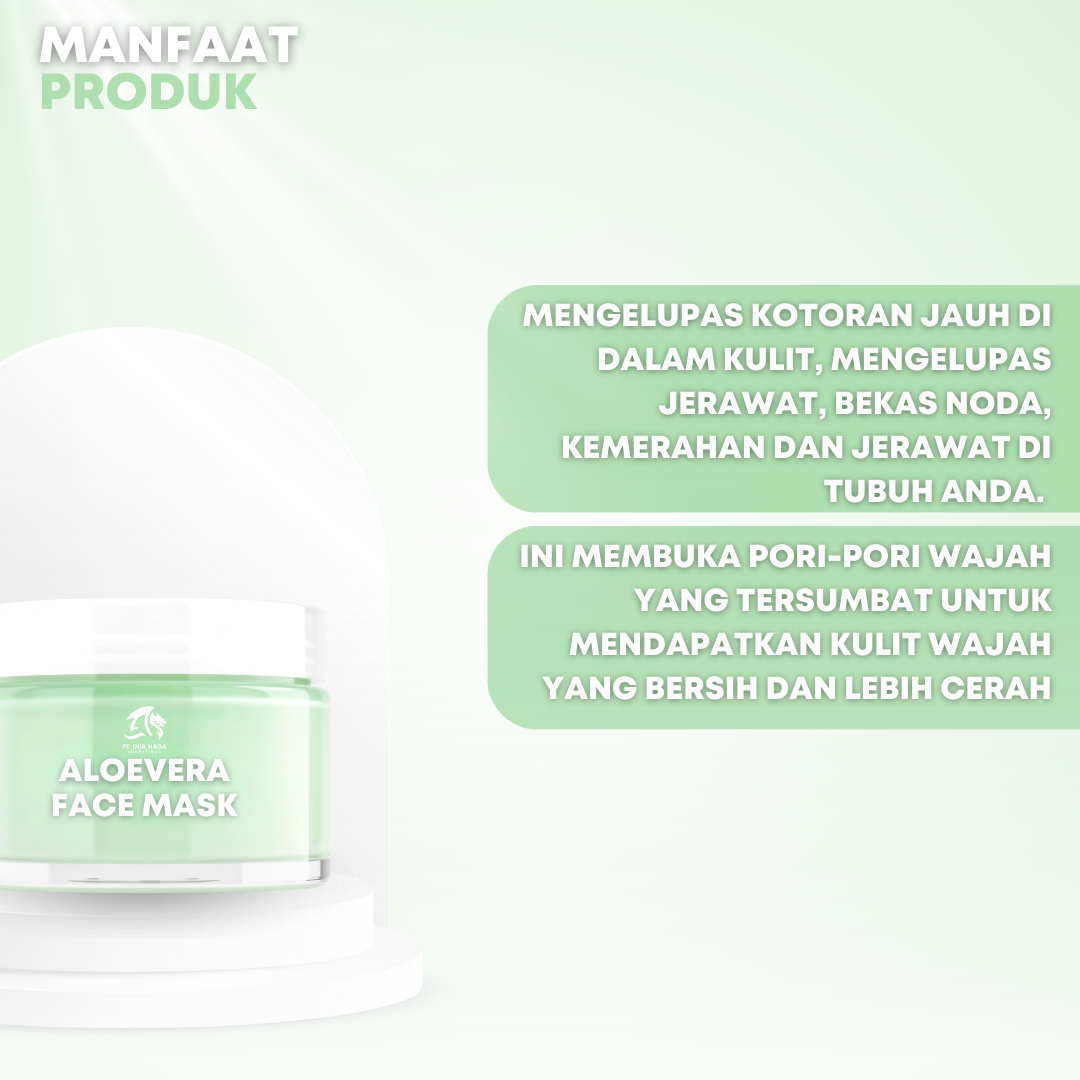 MANFAAT
PRODUK
MENGELUPAS KOTORAN JAUH DI
DALAM KULIT, MENGELUPAS
JERAWAT, BEKAS NODA,
KEMERAHAN DAN JERAWAT DI
TUBUH ANDA.
INI MEMBUKA PORI-PORI WAJAH
YANG TERSUMBAT UNTUK
MENDAPATKAN KULIT WAJAH
YANG BERSIH DAN LEBIH CERAH
PT. DUA NAGA
ALOEVERA
FACE MASK